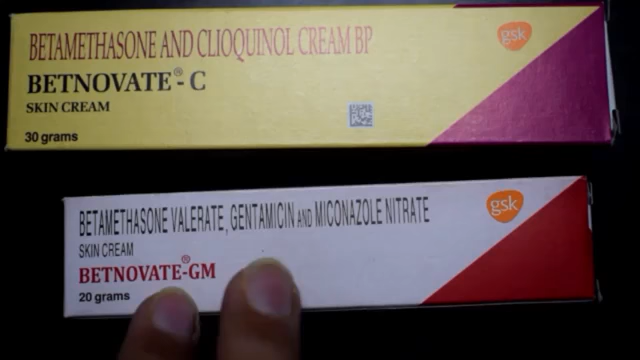 BETAMETHASONE AND CLIOQUINOL CREAM BP
gsk
BETNOVATE®-C
SKIN CREAM
30 grams
BETAMETHASONE VALERATE, GENTAMICIN AND MICONAZOLE NITRATE
gsk
SKIN CREAM
BETNOVATE®-GM
20 grams